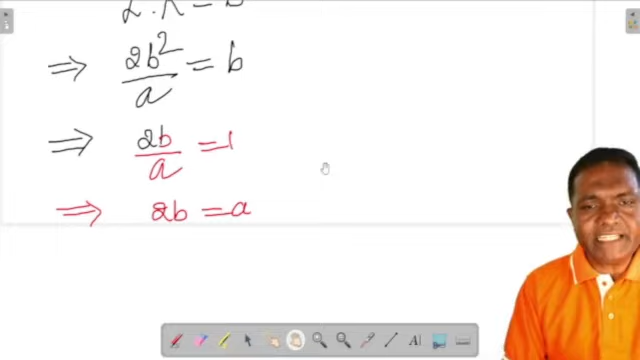 L.R = b
⇒ 2b²/a = b
⇒ 2b/a = 1
⇒ 2b = a